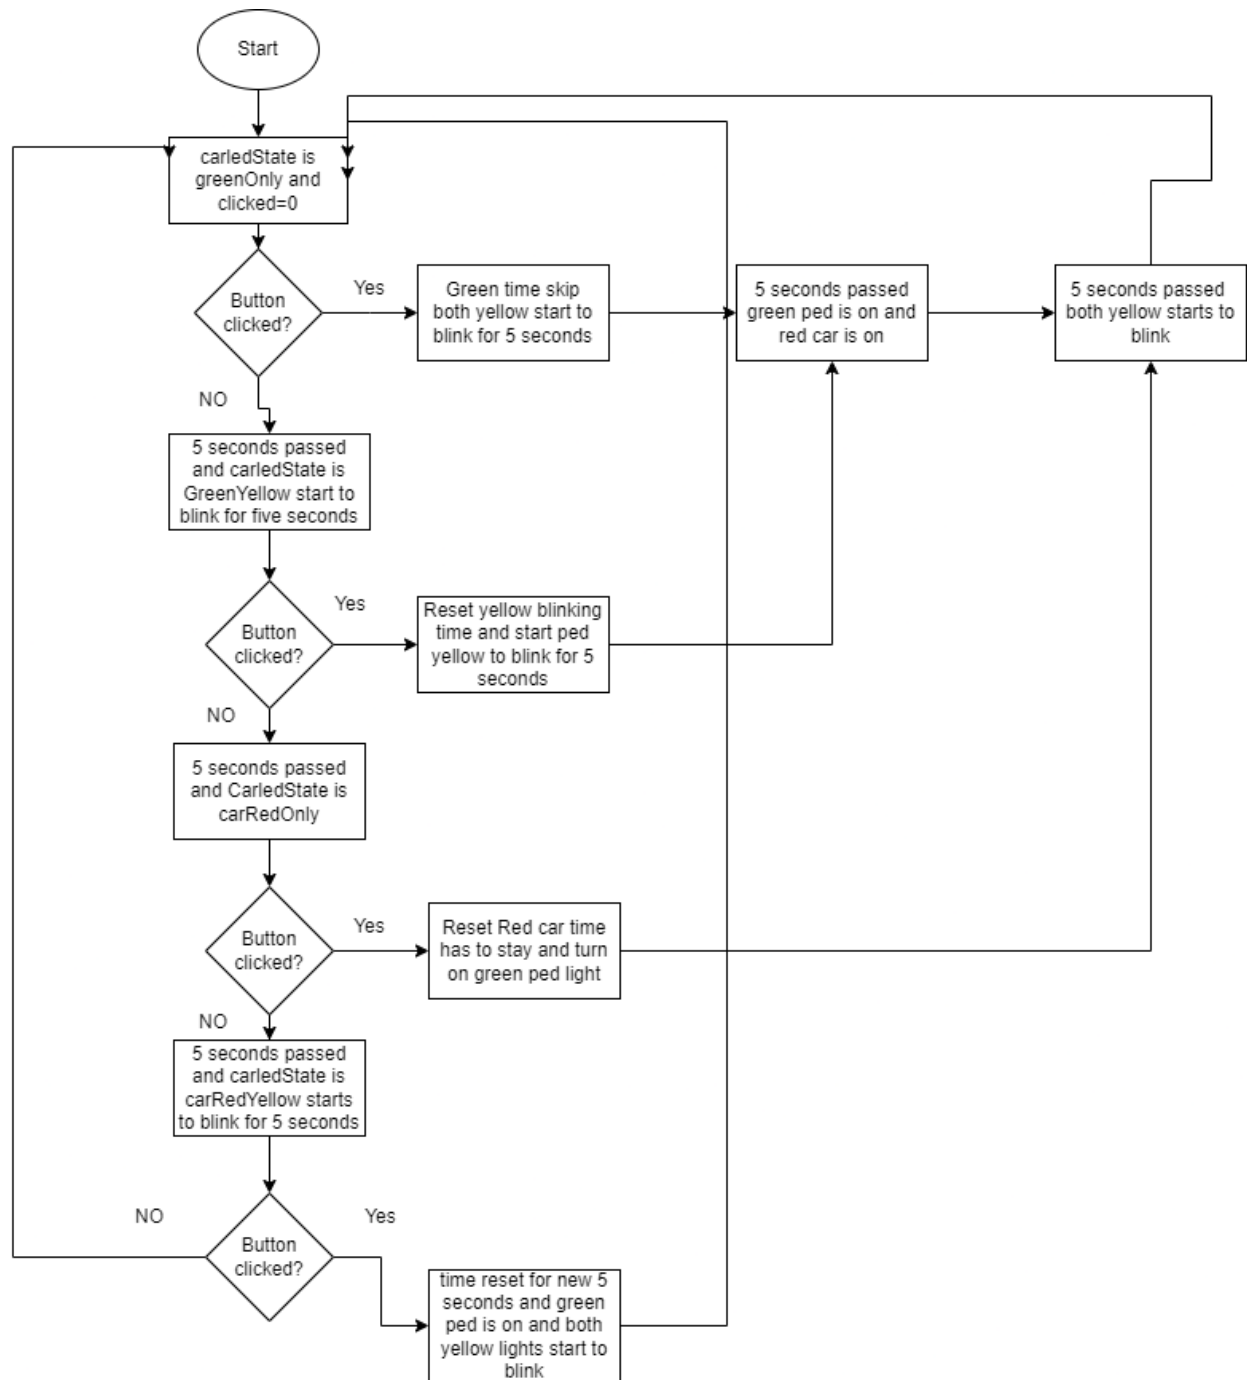 Start
carledState is
greenOnly and
clicked=0
Button
clicked?
Yes
Green time skip
both yellow start to
blink for 5 seconds
5 seconds passed
green ped is on and
red car is on
5 seconds passed
both yellow starts to
blink
NO
5 seconds passed
and carledState is
GreenYellow start to
blink for five seconds
Button
clicked?
Yes
Reset yellow blinking
time and start ped
yellow to blink for 5
seconds
NO
5 seconds passed
and CarledState is
carRedOnly
Button
clicked?
Yes
Reset Red car time
has to stay and turn
on green ped light
NO
5 seconds passed
and carledState is
carRedYellow starts
to blink for 5 seconds
NO
Button
clicked?
Yes
time reset for new 5
seconds and green
ped is on and both
yellow lights start to
blink